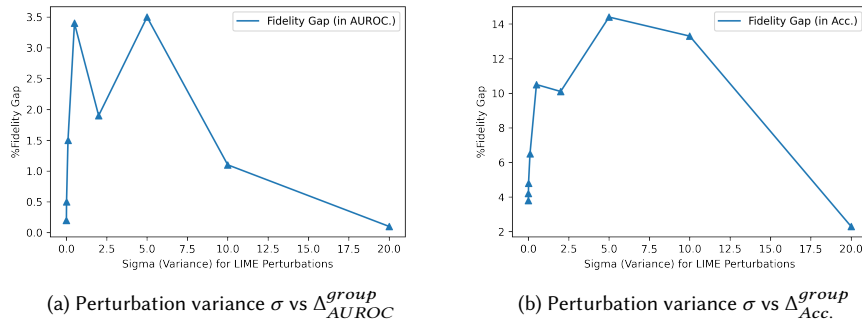 Fidelity Gap (in AUROC.)
%Fidelity Gap
3.5
3.0
2.5
2.0
1.5
1.0
0.5
0.0
0.0 2.5 5.0 7.5 10.0 12.5 15.0 17.5 20.0
Sigma (Variance) for LIME Perturbations
(a) Perturbation variance σ vs Δ^{group}_{AUROC}
Fidelity Gap (in Acc.)
%Fidelity Gap
14
12
10
8
6
4
2
0.0 2.5 5.0 7.5 10.0 12.5 15.0 17.5 20.0
Sigma (Variance) for LIME Perturbations
(b) Perturbation variance σ vs Δ^{group}_{Acc.}